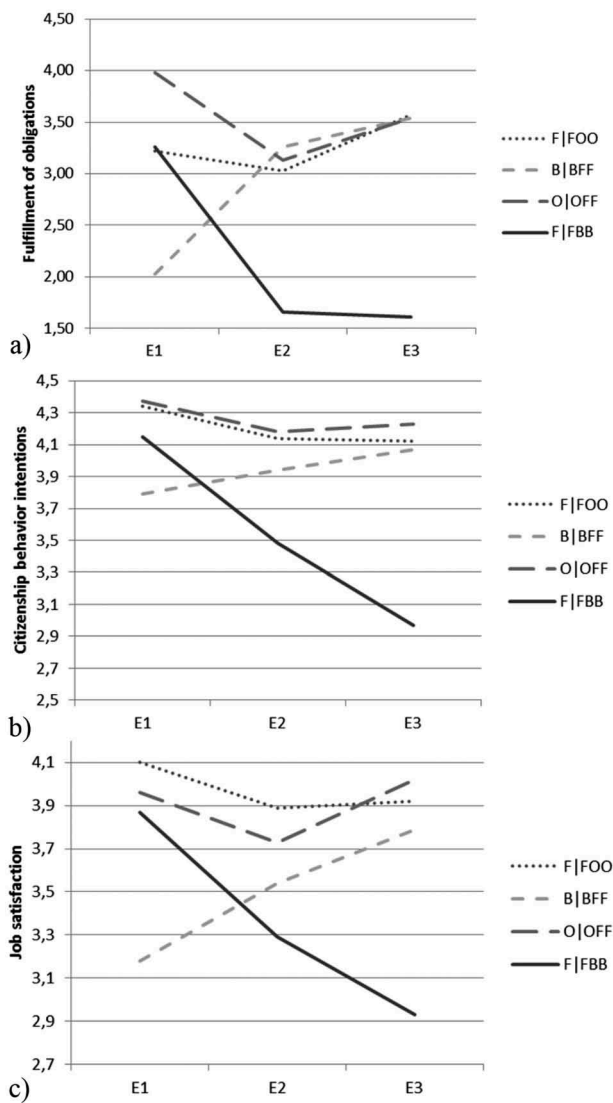 4,50
4,00
3,50
3,00
2,50
2,00
1,50
Fulfillment of obligations
E1 E2 E3
F|FOO
B|BFF
O|OFF
F|FBB
a)
4,5
4,3
4,1
3,9
3,7
3,5
3,3
3,1
2,9
2,7
2,5
Citizenship behavior intentions
E1 E2 E3
F|FOO
B|BFF
O|OFF
F|FBB
b)
4,1
3,9
3,7
3,5
3,3
3,1
2,9
2,7
Job satisfaction
E1 E2 E3
F|FOO
B|BFF
O|OFF
F|FBB
c)